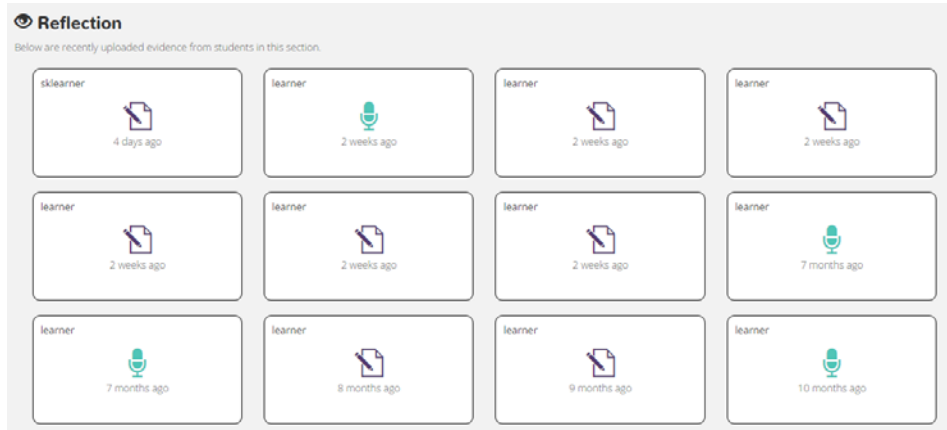 Reflection
Below are recently uploaded evidence from students in this section.
sklearner
4 days ago
learner
2 weeks ago
learner
2 weeks ago
learner
2 weeks ago
learner
2 weeks ago
learner
2 weeks ago
learner
2 weeks ago
learner
7 months ago
learner
7 months ago
learner
8 months ago
learner
9 months ago
learner
10 months ago